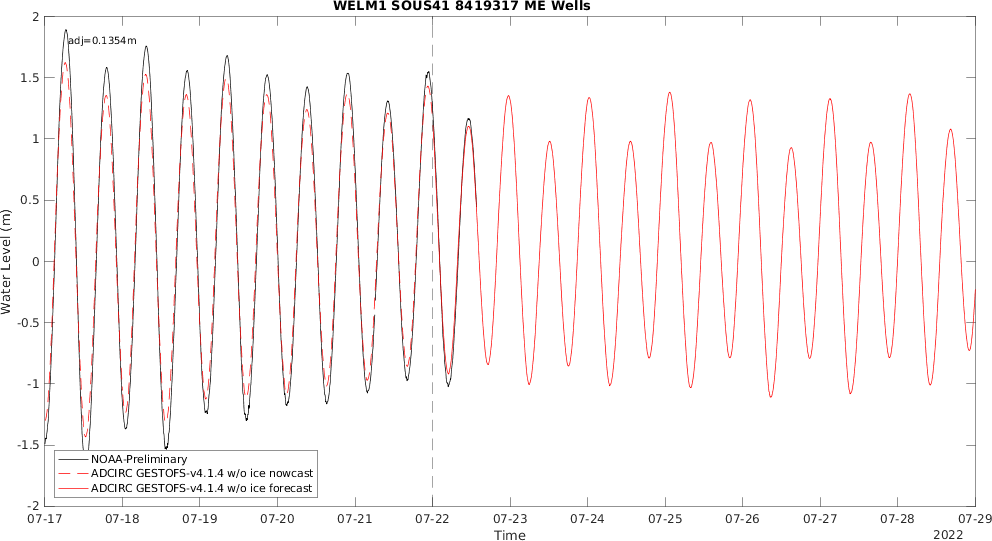 WELM1 SOUS41 8419317 ME Wells
adj=0.1354m
2
1.5
1
0.5
0
-0.5
-1
-1.5
-2
Water Level (m)
NOAA-Preliminary
ADCIRC GESTOFS-v4.1.4 w/o ice nowcast
ADCIRC GESTOFS-v4.1.4 w/o ice forecast
07-17 07-18 07-19 07-20 07-21 07-22 07-23 07-24 07-25 07-26 07-27 07-28 07-29
Time
2022